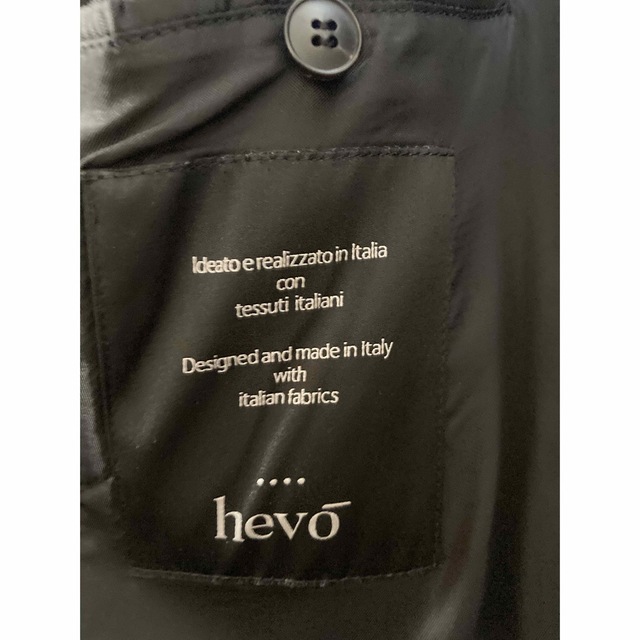 Ideato e realizzato in Italia
con
tessuti italiani
Designed and made in Italy
with
italian fabrics
....
hevō